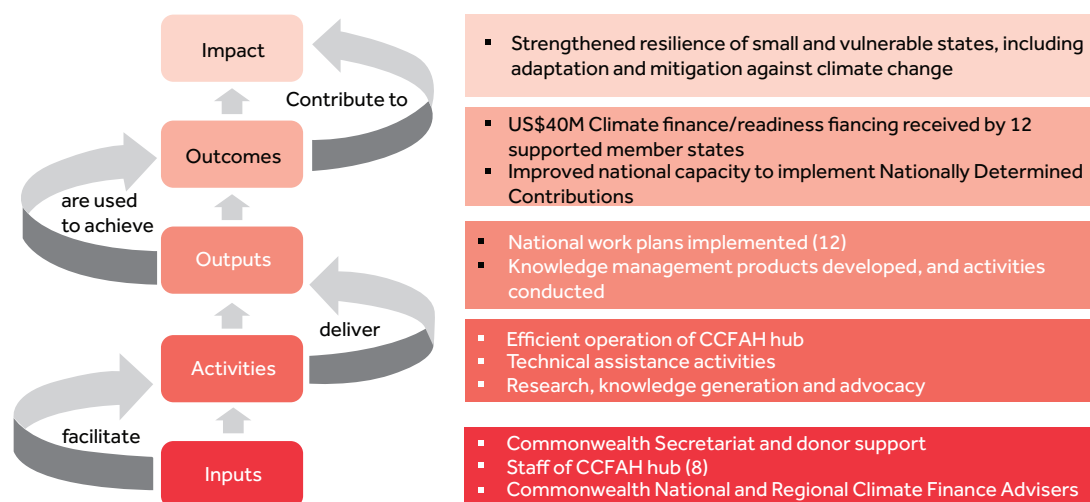 Impact
▪ Strengthened resilience of small and vulnerable states, including
adaptation and mitigation against climate change
Contribute to
Outcomes
▪ US$40M Climate finance/readiness fiancing received by 12
supported member states
▪ Improved national capacity to implement Nationally Determined
Contributions
are used
to achieve
Outputs
▪ National work plans implemented (12)
▪ Knowledge management products developed, and activities
conducted
deliver
Activities
▪ Efficient operation of CCFAH hub
▪ Technical assistance activities
▪ Research, knowledge generation and advocacy
facilitate
Inputs
▪ Commonwealth Secretariat and donor support
▪ Staff of CCFAH hub (8)
▪ Commonwealth National and Regional Climate Finance Advisers